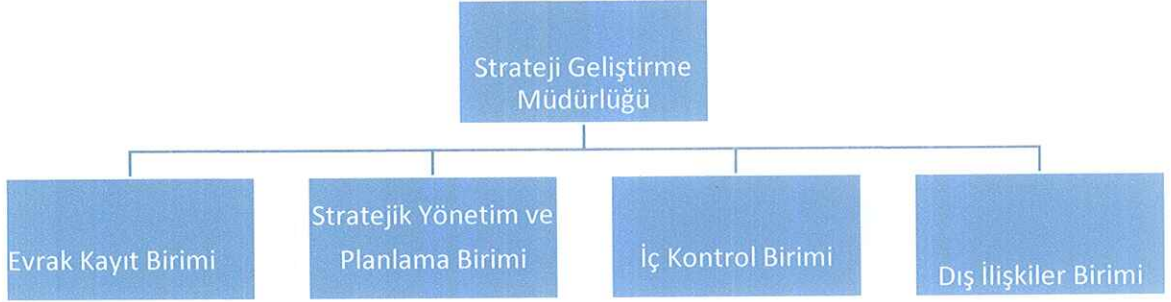 Strateji Geliştirme
Müdürlüğü
Evrak Kayıt Birimi
Stratejik Yönetim ve
Planlama Birimi
İç Kontrol Birimi
Dış İlişkiler Birimi